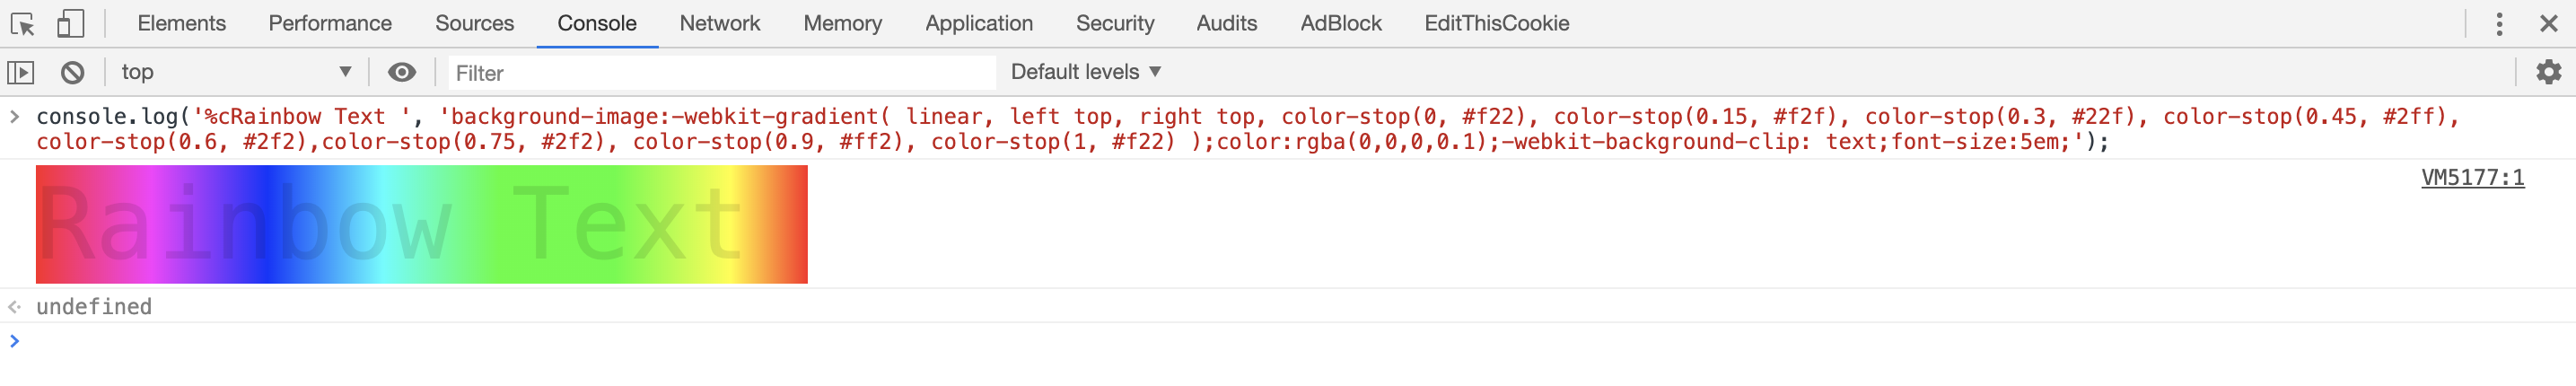 Elements Performance Sources Console Network Memory Application Security Audits AdBlock EditThisCookie
top Filter Default levels
console.log('%cRainbow Text ', 'background-image:-webkit-gradient( linear, left top, right top, color-stop(0, #f22), color-stop(0.15, #f2f), color-stop(0.3, #22f), color-stop(0.45, #2ff),
color-stop(0.6, #2f2),color-stop(0.75, #2f2), color-stop(0.9, #ff2), color-stop(1, #f22) );color:rgba(0,0,0,0.1);-webkit-background-clip: text;font-size:5em;');
Rainbow Text VM5177:1
undefined